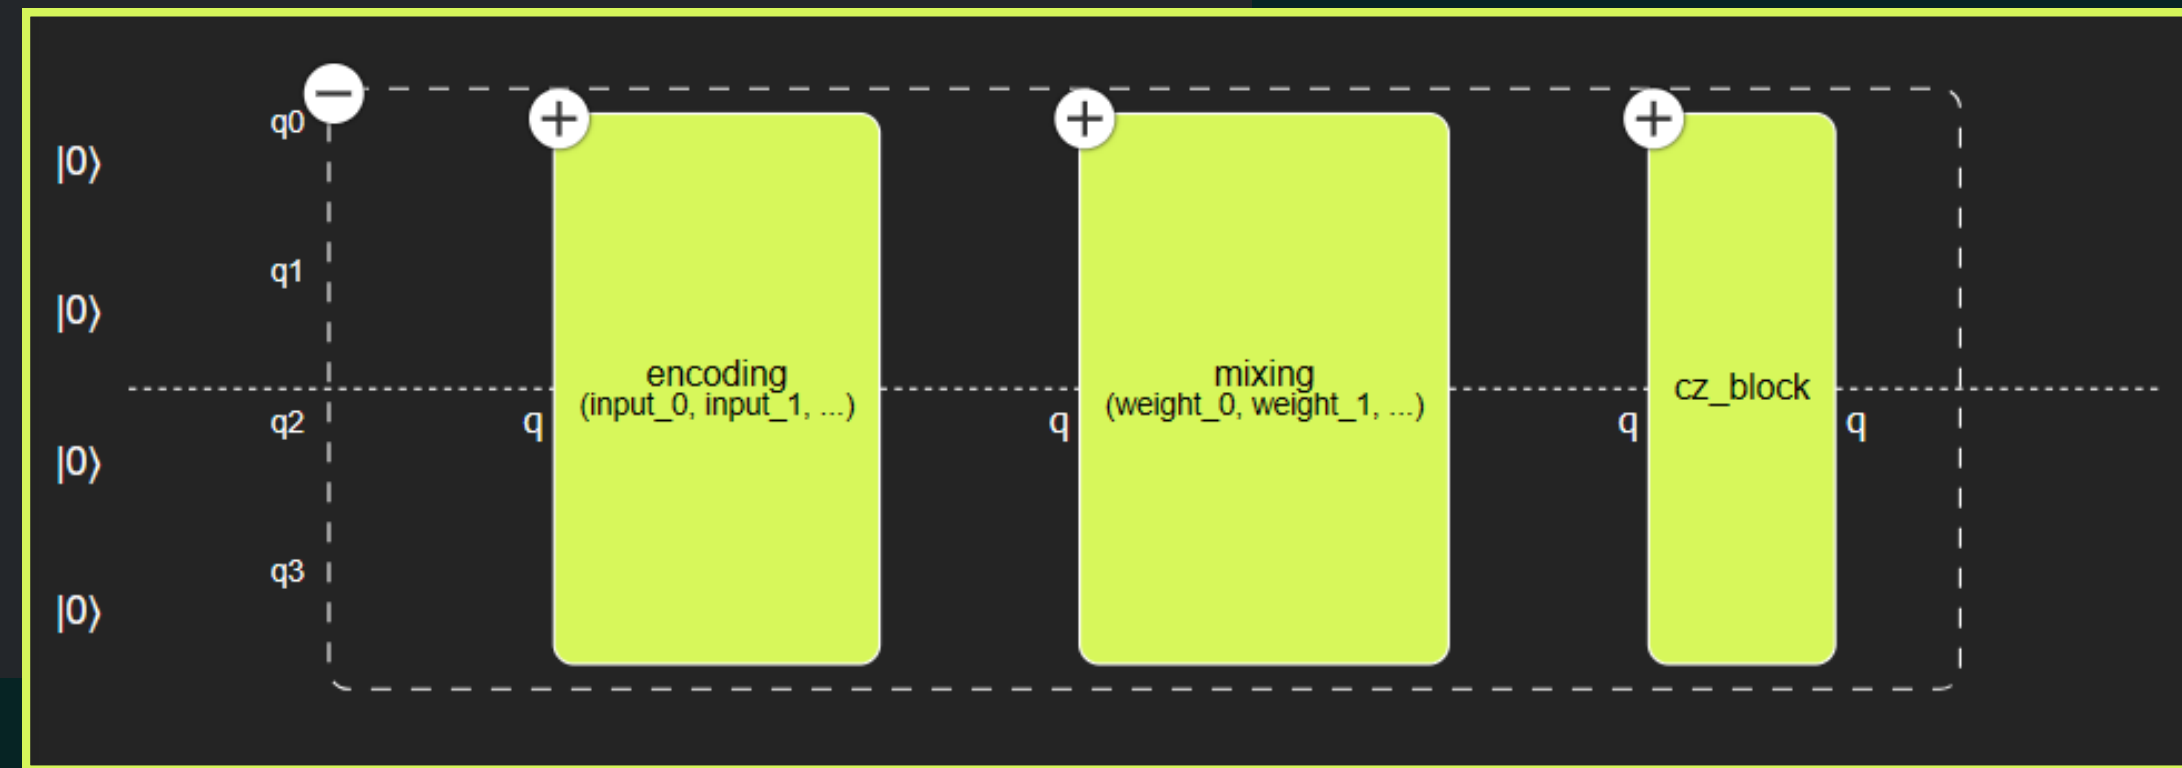 q0
|0⟩
q1
|0⟩
encoding
(input_0, input_1, ...)
mixing
(weight_0, weight_1, ...)
cz_block
q2
q
q
q
q
|0⟩
q3
|0⟩